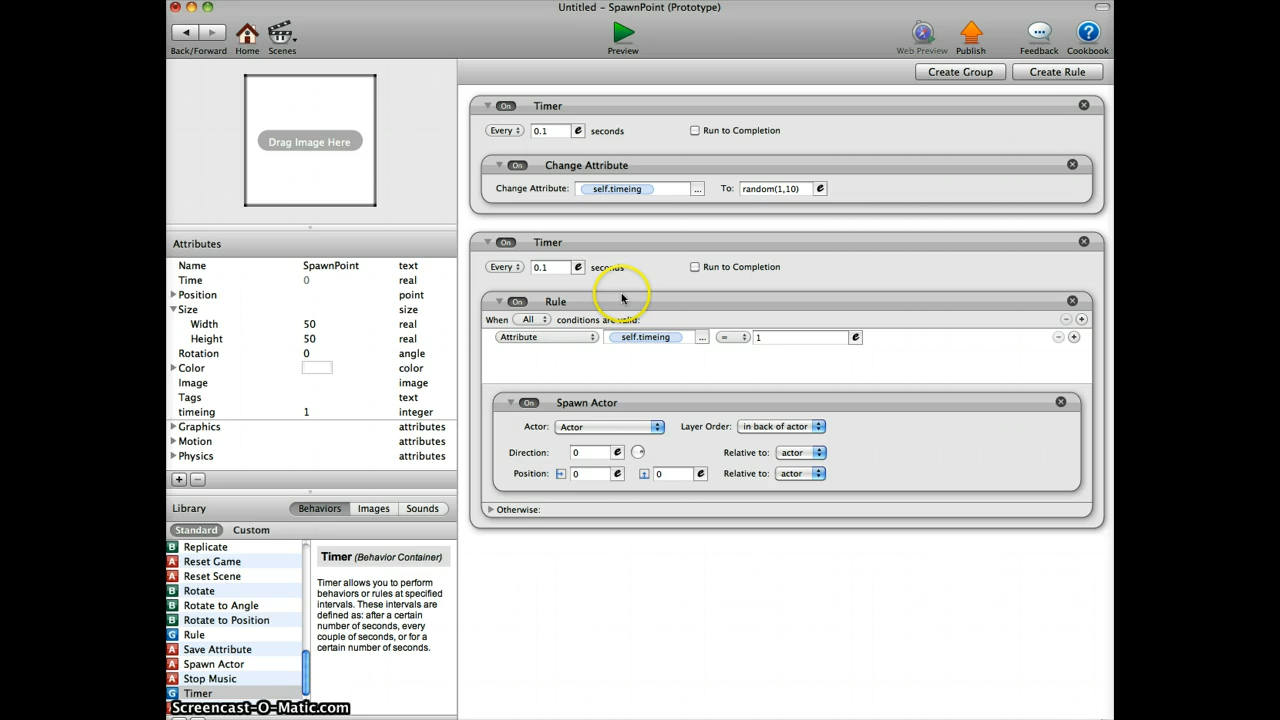 Untitled - SpawnPoint (Prototype)
Back/Forward Home Scenes Preview Web Preview Publish Feedback Cookbook
Create Group Create Rule
Drag Image Here
Attributes
Name SpawnPoint text
Time 0 real
Position point
Size size
Width 50 real
Height 50 real
Rotation 0 angle
Color color
Image image
Tags text
timeing 1 integer
Graphics attributes
Motion attributes
Physics attributes
+ -
Library Behaviors Images Sounds
Standard Custom
B Replicate
A Reset Game
A Reset Scene
B Rotate
B Rotate to Angle
B Rotate to Position
G Rule
A Save Attribute
A Spawn Actor
A Stop Music
G Timer
Timer (Behavior Container)
Timer allows you to perform
behaviors or rules at specified
intervals. These intervals are
defined as: after a certain
number of seconds, every
couple of seconds, or for a
certain number of seconds.
Screencast-O-Matic.com
On Timer
Every 0.1 e seconds Run to Completion
On Change Attribute
Change Attribute: self.timeing ... To: random(1,10) e
On Timer
Every 0.1 e seconds Run to Completion
On Rule
When All conditions are valid: - +
Attribute self.timeing ... = 1 e - +
On Spawn Actor
Actor: Actor Layer Order: in back of actor
Direction: 0 e Relative to: actor
Position: 0 e 0 e Relative to: actor
Otherwise: